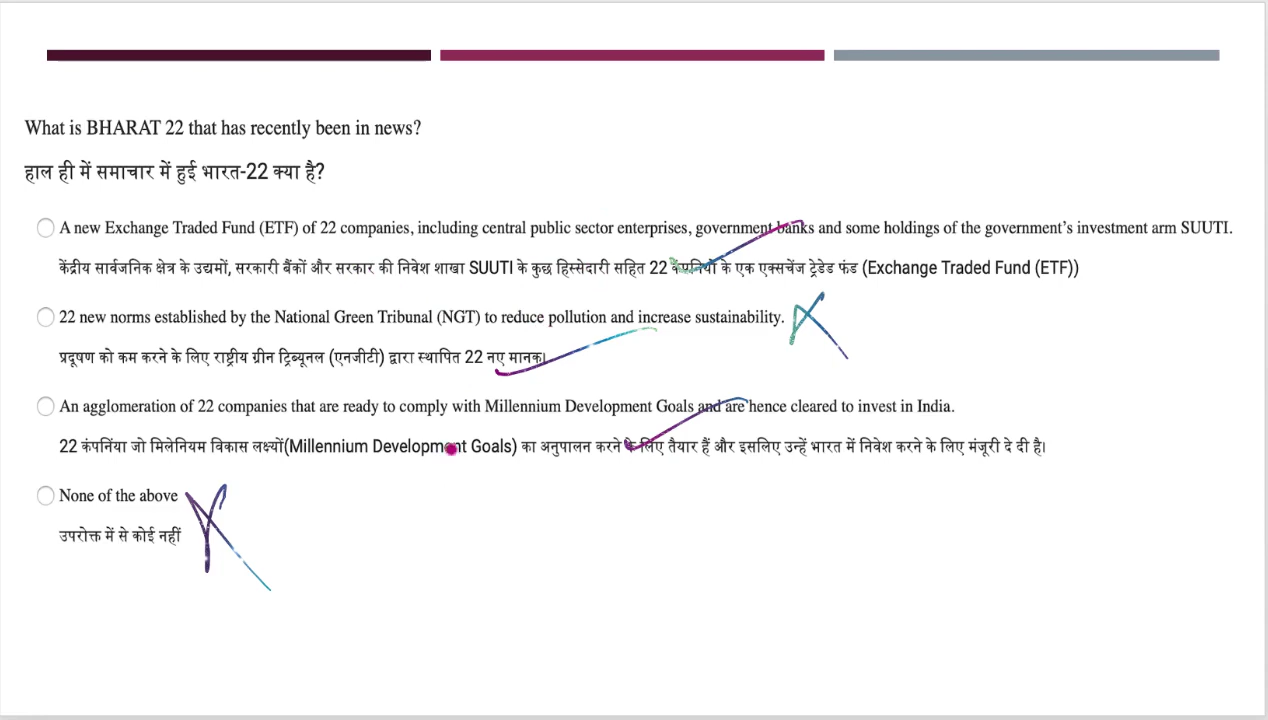 What is BHARAT 22 that has recently been in news?
हाल ही में समाचार में हुई भारत-22 क्या है?
A new Exchange Traded Fund (ETF) of 22 companies, including central public sector enterprises, government banks and some holdings of the government's investment arm SUUTI.
केंद्रीय सार्वजनिक क्षेत्र के उद्यमों, सरकारी बैंकों और सरकार की निवेश शाखा SUUTI के कुछ हिस्सेदारी सहित 22 कंपनियों के एक एक्सचेंज ट्रेडेड फंड (Exchange Traded Fund (ETF))
22 new norms established by the National Green Tribunal (NGT) to reduce pollution and increase sustainability.
प्रदूषण को कम करने के लिए राष्ट्रीय ग्रीन ट्रिब्यूनल (एनजीटी) द्वारा स्थापित 22 नए मानक।
An agglomeration of 22 companies that are ready to comply with Millennium Development Goals and are hence cleared to invest in India.
22 कंपनिंया जो मिलेनियम विकास लक्ष्यों(Millennium Development Goals) का अनुपालन करने के लिए तैयार हैं और इसलिए उन्हें भारत में निवेश करने के लिए मंजूरी दे दी है।
None of the above
उपरोक्त में से कोई नहीं